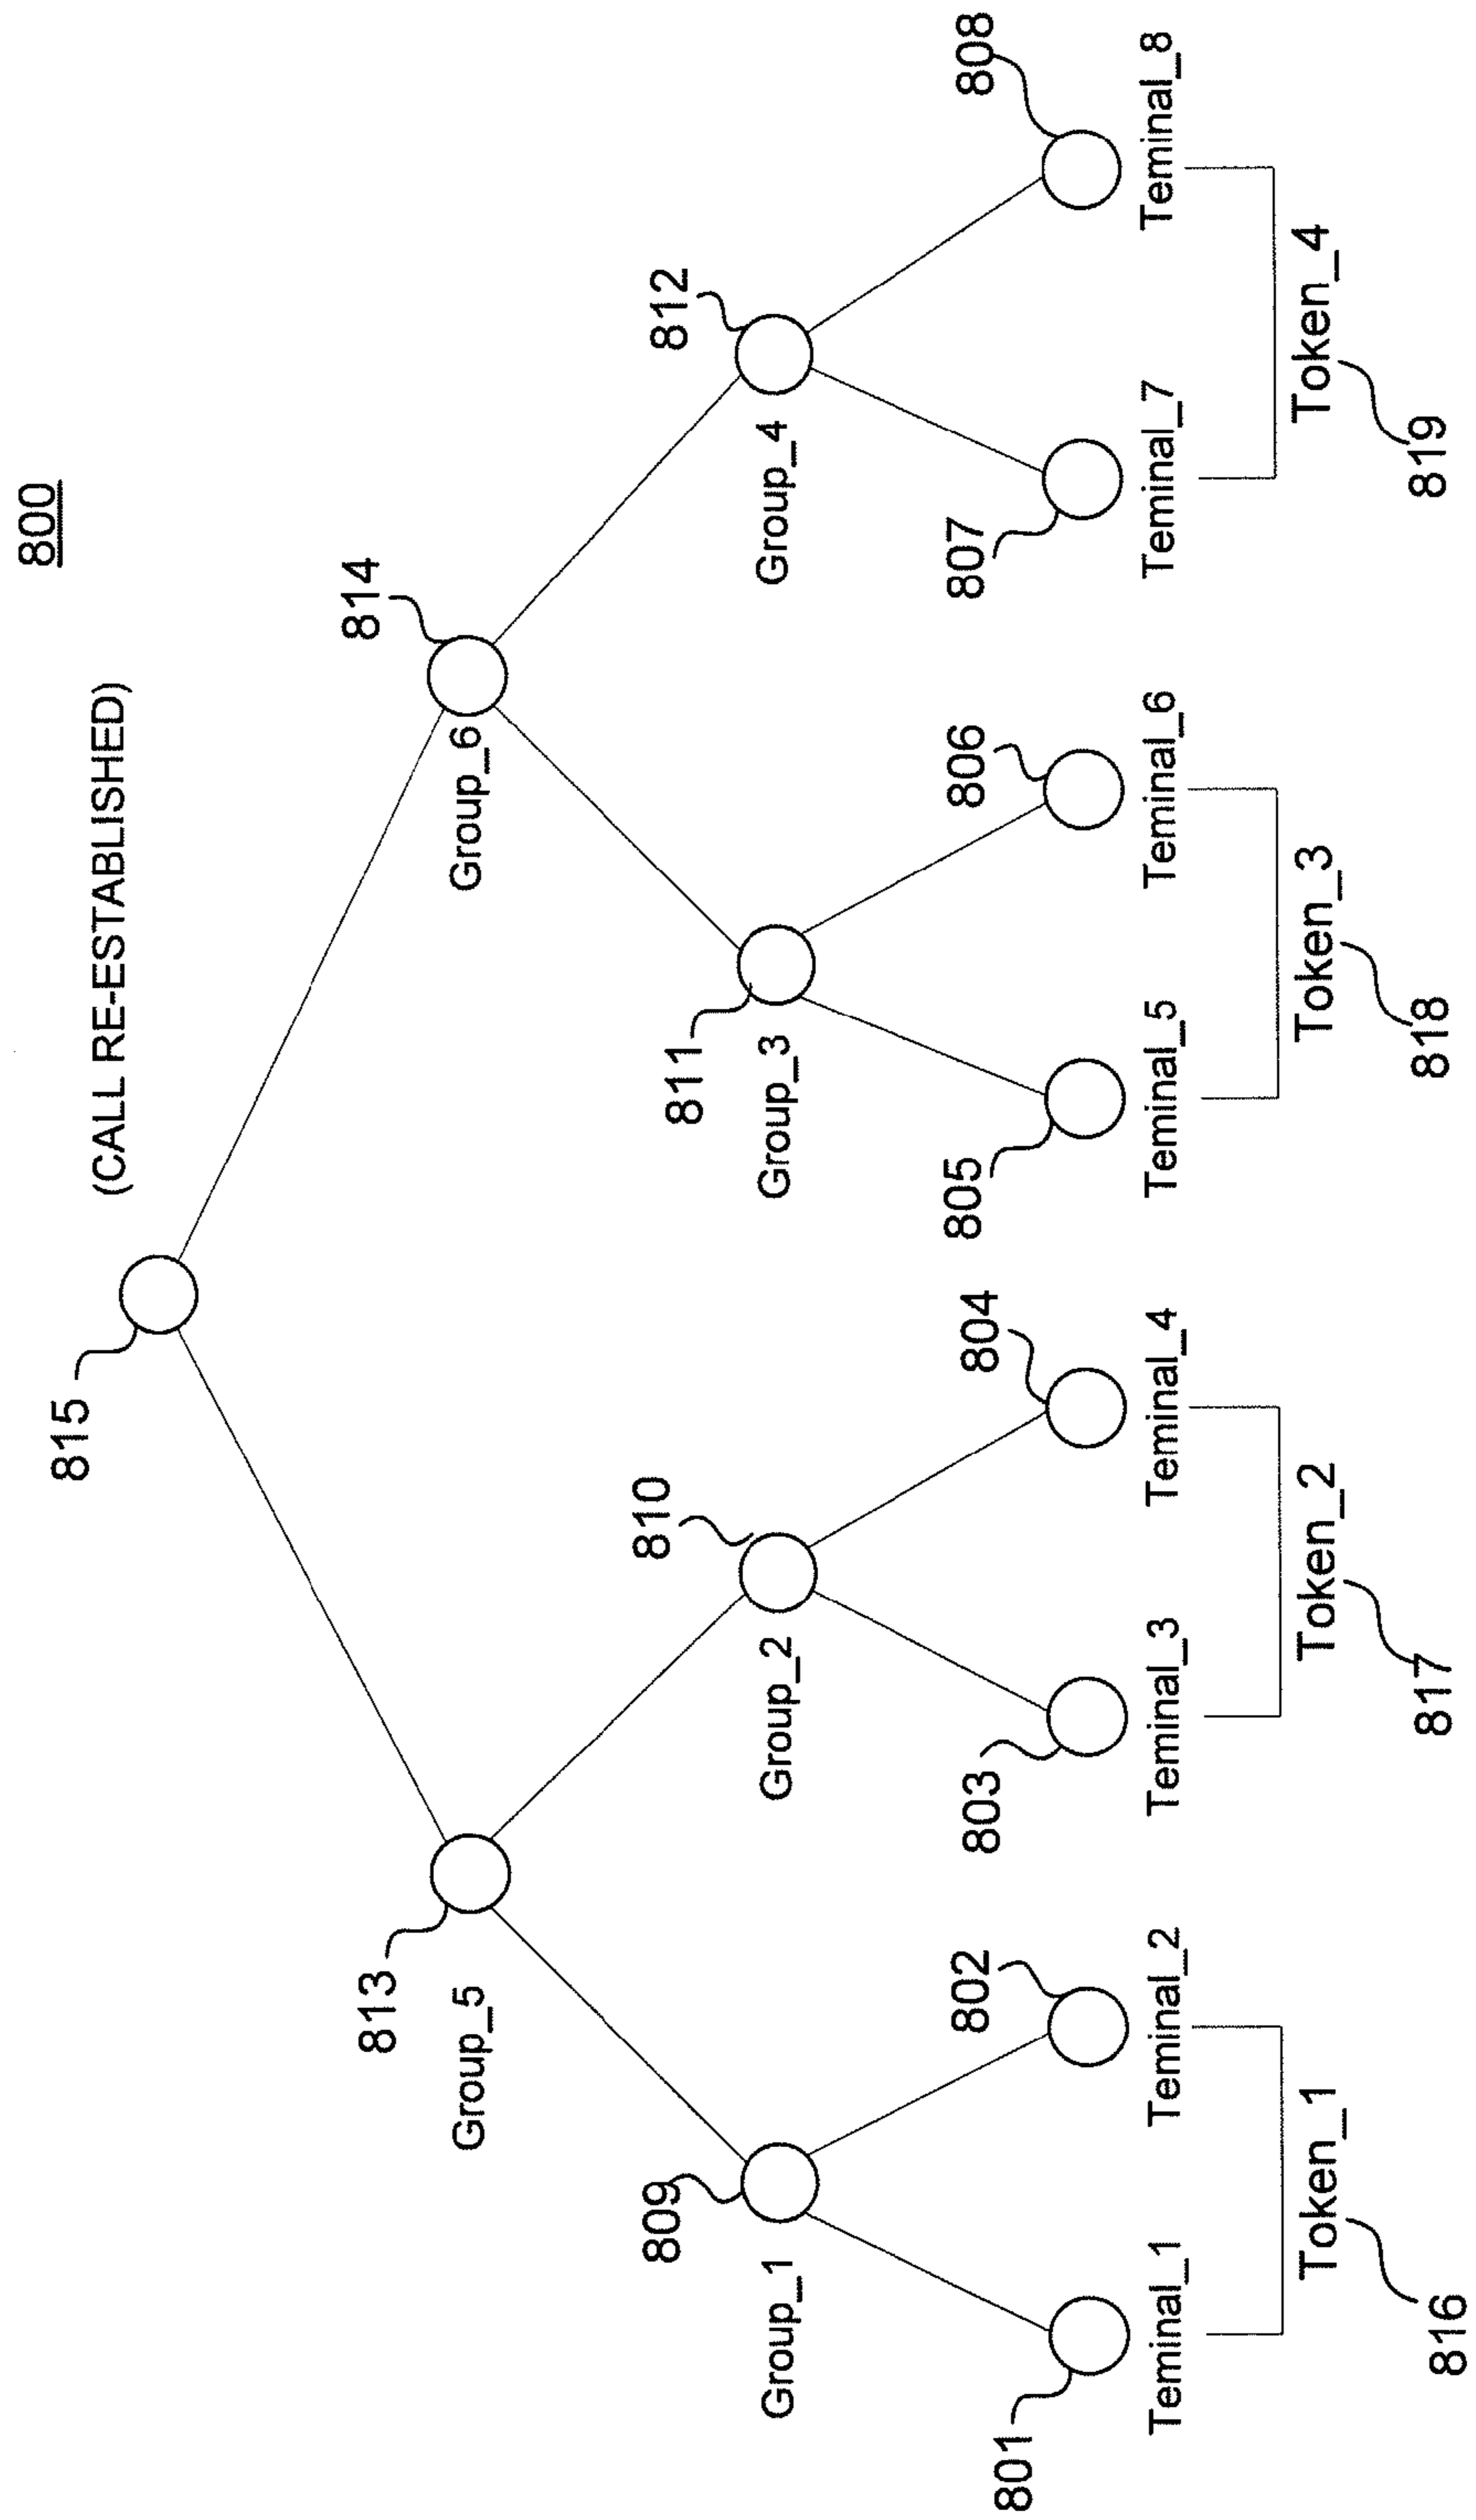 800
(CALL RE-ESTABLISHED)
815
814
Group_6
813
Group_5
812
Group_4
811
Group_3
810
Group_2
809
Group_1
801
802
803
804
805
806
807
808
Teminal_1
Teminal_2
Teminal_3
Teminal_4
Teminal_5
Teminal_6
Teminal_7
Teminal_8
Token_1
Token_2
Token_3
Token_4
816
817
818
819